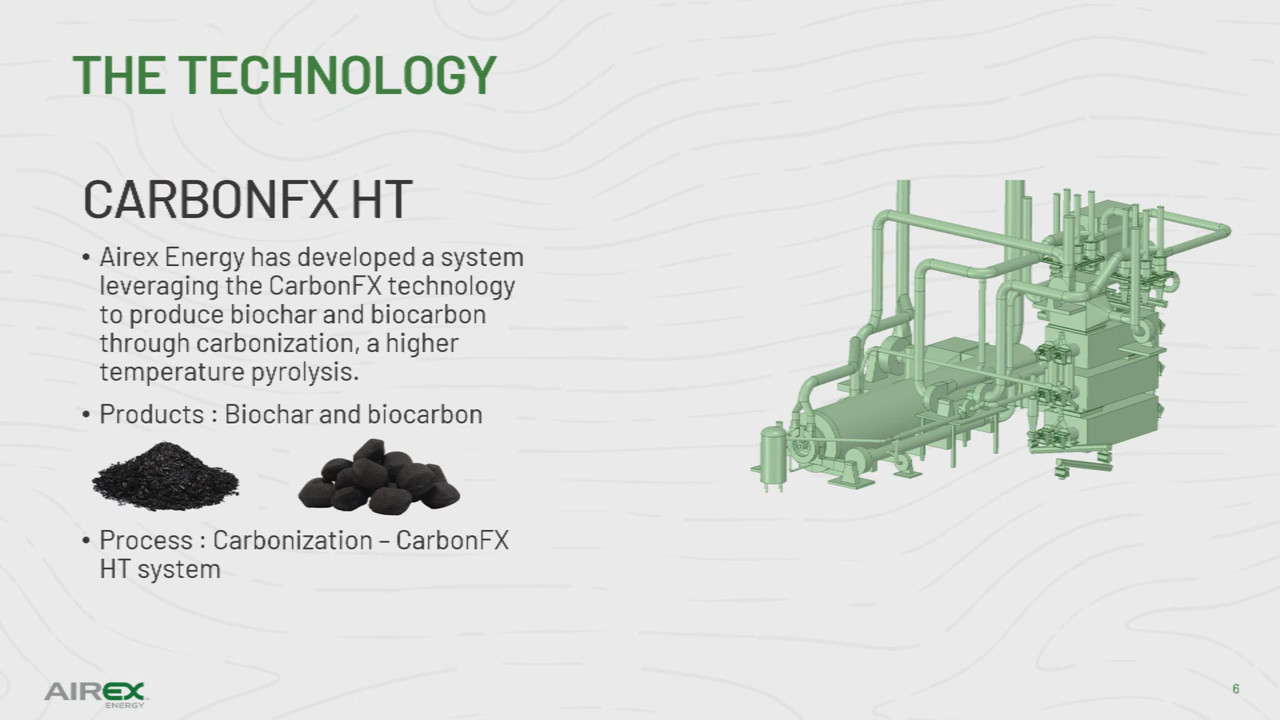 THE TECHNOLOGY
CARBONFX HT
• Airex Energy has developed a system
leveraging the CarbonFX technology
to produce biochar and biocarbon
through carbonization, a higher
temperature pyrolysis.
• Products : Biochar and biocarbon
• Process : Carbonization – CarbonFX
HT system
AIREX
ENERGY
6